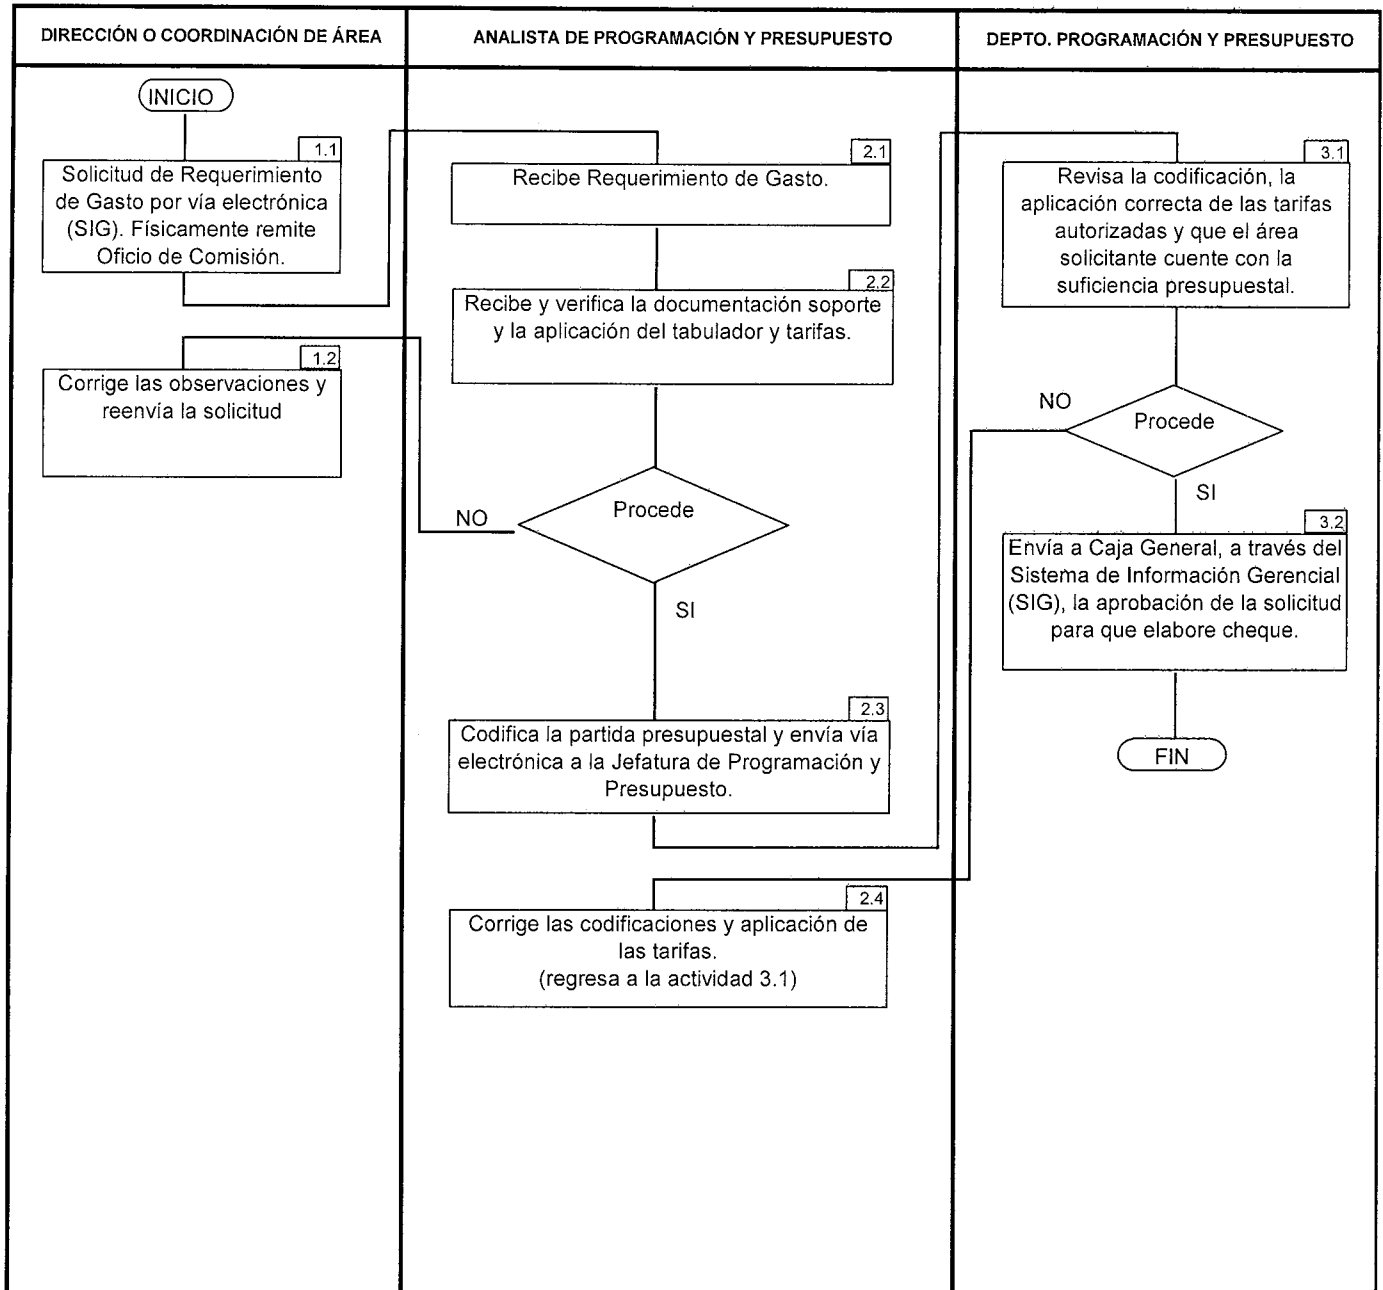 DIRECCIÓN O COORDINACIÓN DE ÁREA
ANALISTA DE PROGRAMACIÓN Y PRESUPUESTO
DEPTO. PROGRAMACIÓN Y PRESUPUESTO
INICIO
1.1
Solicitud de Requerimiento
de Gasto por vía electrónica
(SIG). Físicamente remite
Oficio de Comisión.
1.2
Corrige las observaciones y
reenvía la solicitud
2.1
Recibe Requerimiento de Gasto.
2.2
Recibe y verifica la documentación soporte
y la aplicación del tabulador y tarifas.
Procede
NO
SI
2.3
Codifica la partida presupuestal y envía vía
electrónica a la Jefatura de Programación y
Presupuesto.
2.4
Corrige las codificaciones y aplicación de
las tarifas.
(regresa a la actividad 3.1)
3.1
Revisa la codificación, la
aplicación correcta de las tarifas
autorizadas y que el área
solicitante cuente con la
suficiencia presupuestal.
NO
Procede
SI
3.2
Envía a Caja General, a través del
Sistema de Información Gerencial
(SIG), la aprobación de la solicitud
para que elabore cheque.
FIN